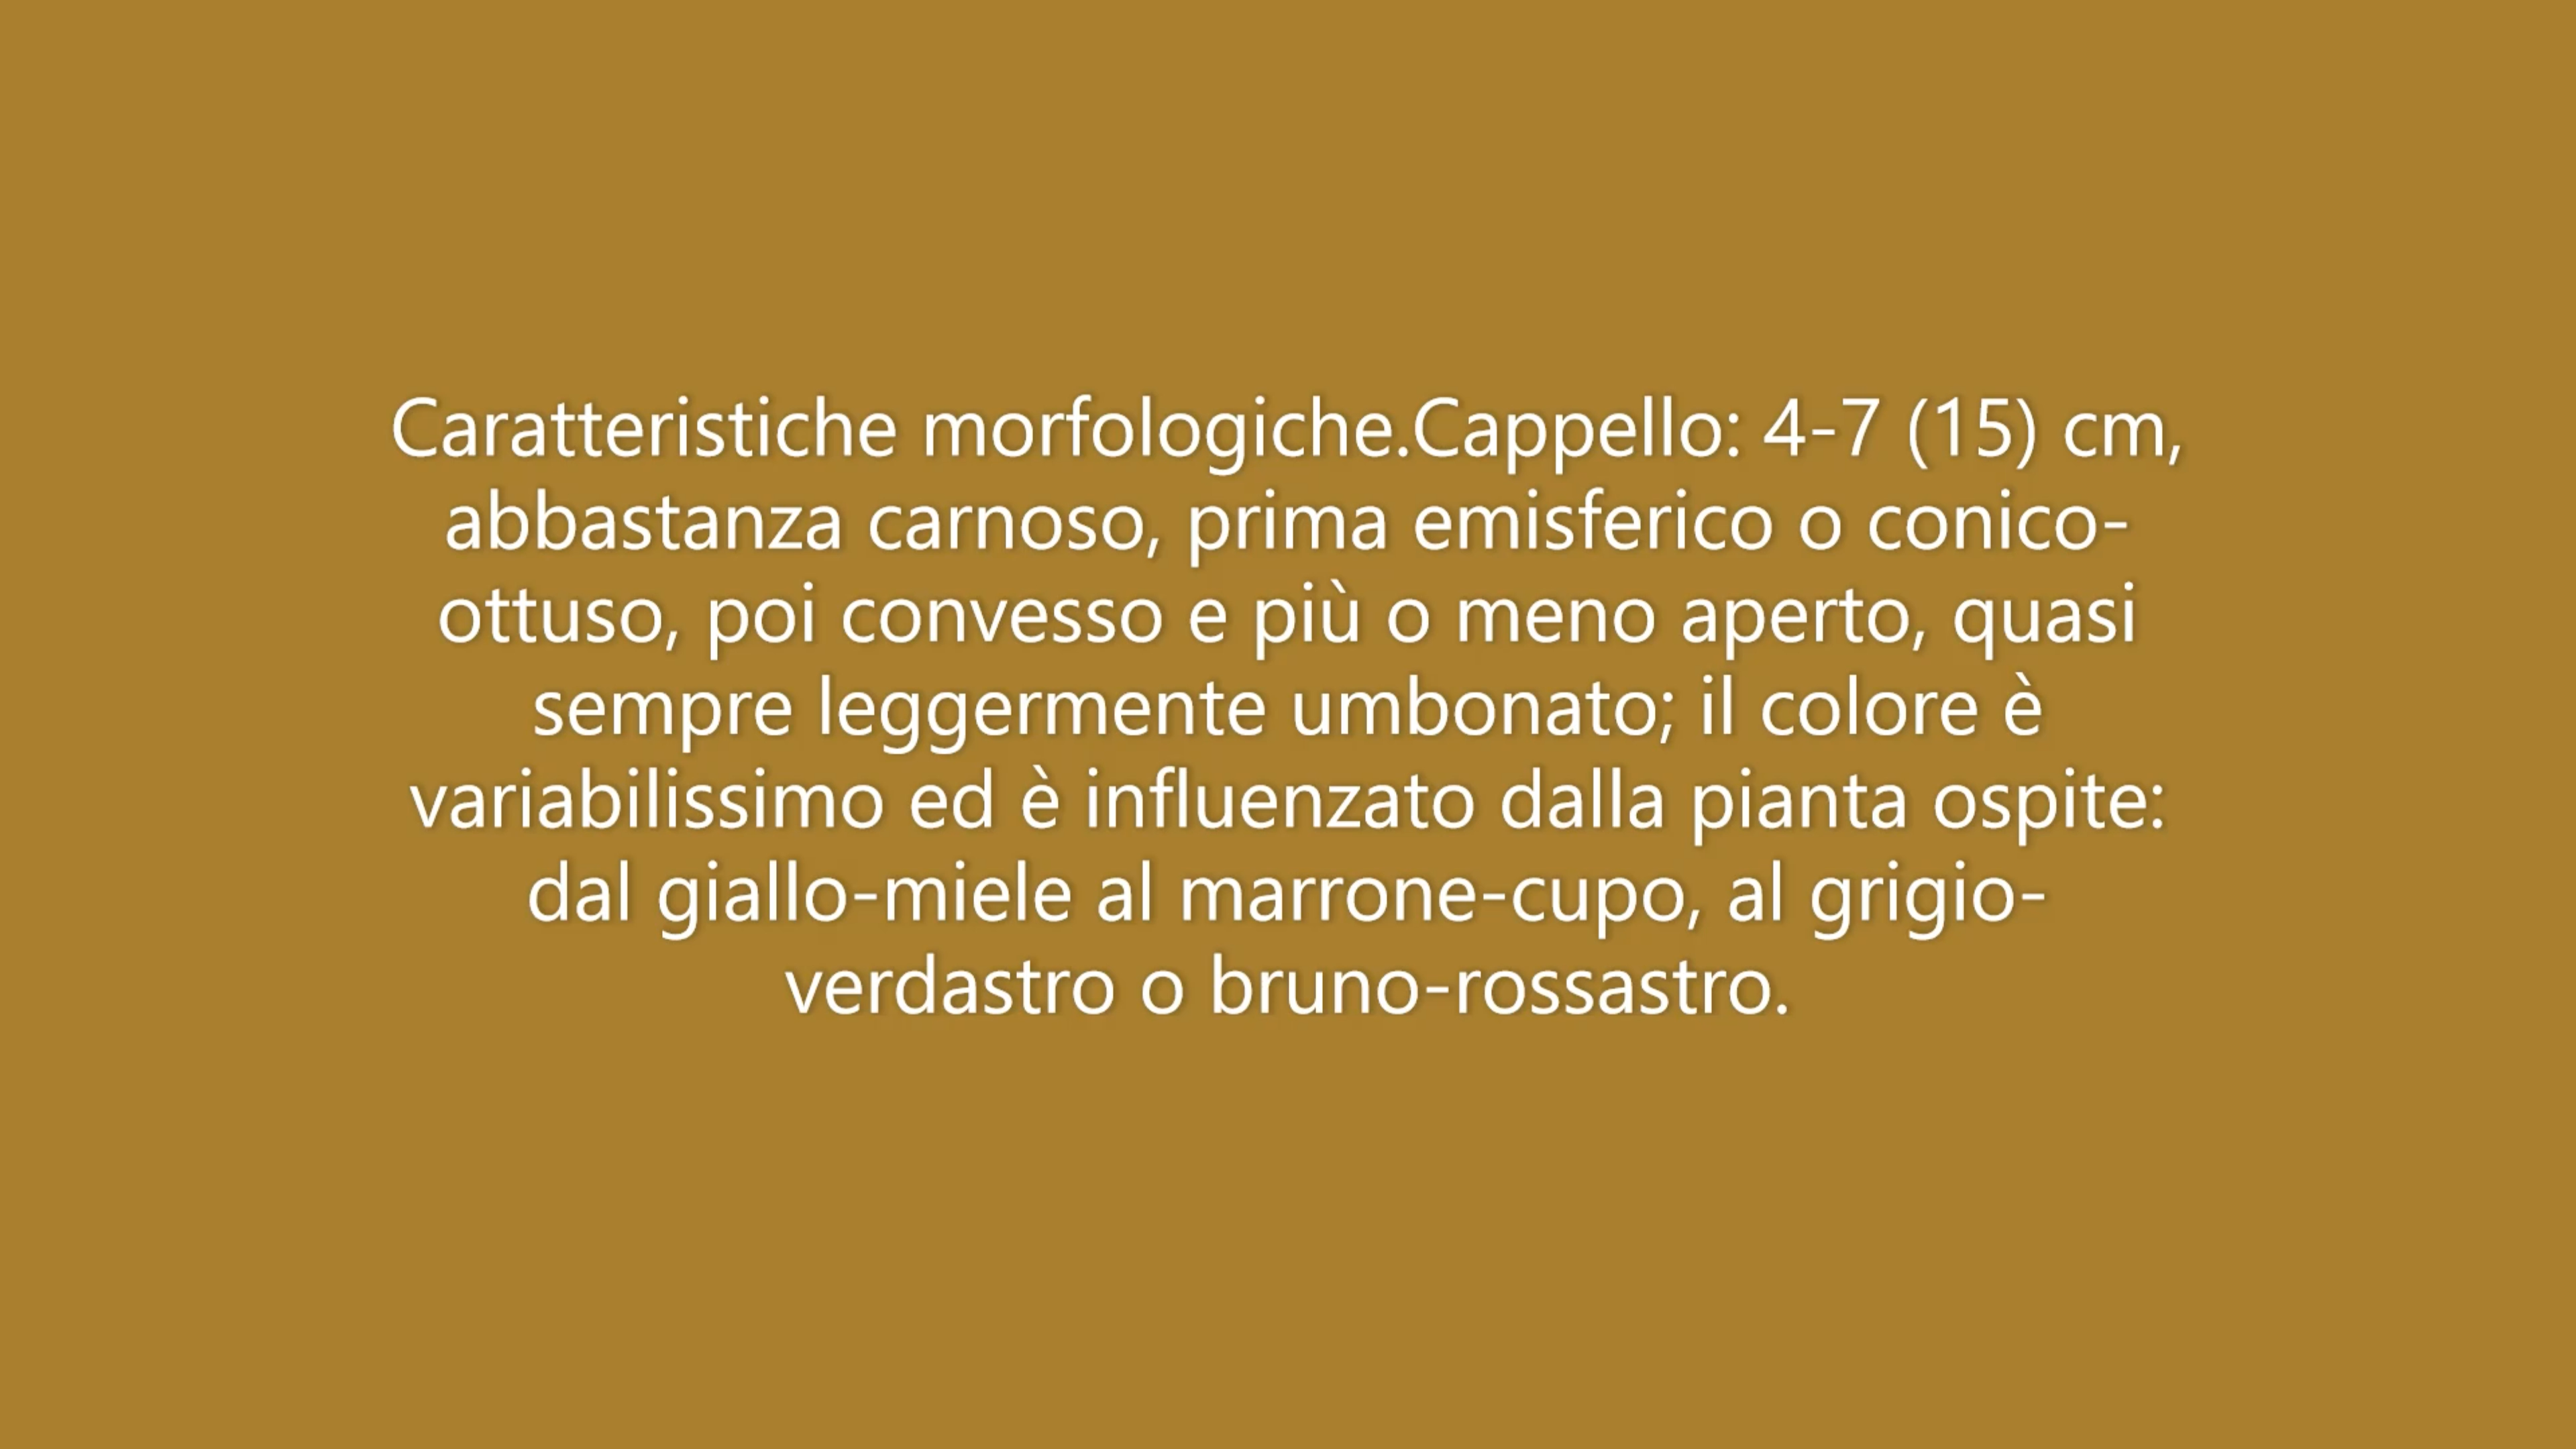 Caratteristiche morfologiche.Cappello: 4-7 (15) cm,
abbastanza carnoso, prima emisferico o conico-
ottuso, poi convesso e più o meno aperto, quasi
sempre leggermente umbonato; il colore è
variabilissimo ed è influenzato dalla pianta ospite:
dal giallo-miele al marrone-cupo, al grigio-
verdastro o bruno-rossastro.